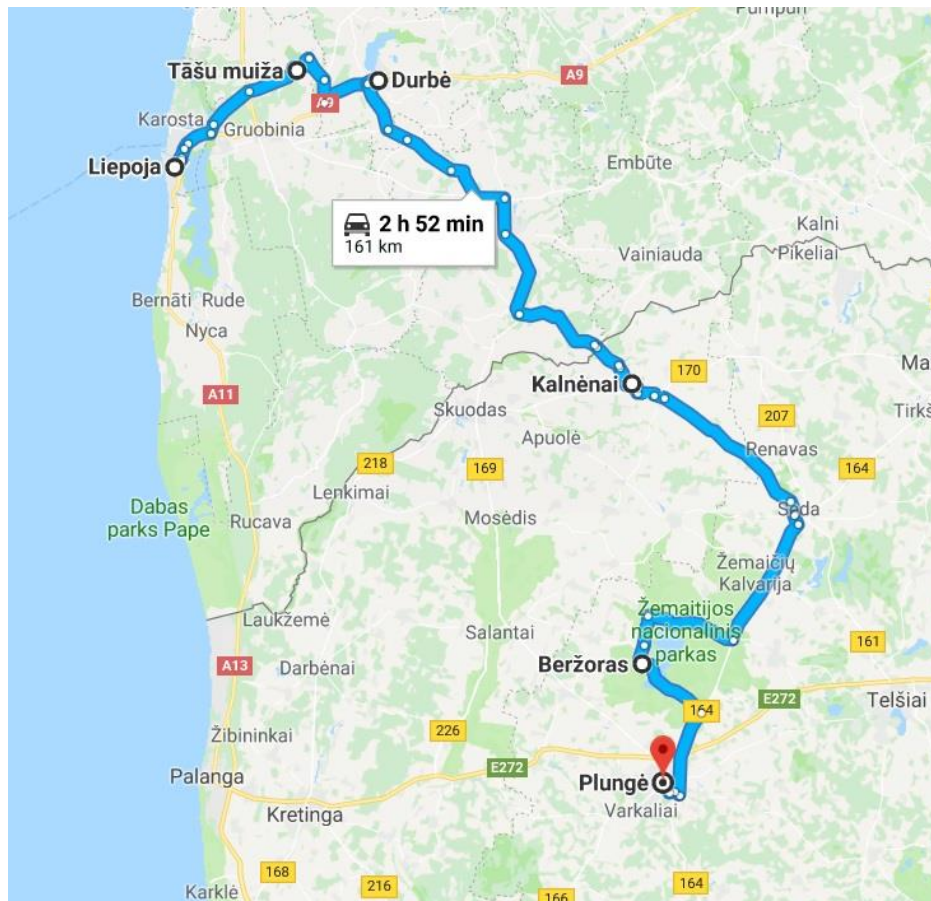 Pumpuri
Tāšu muiža
Durbė
A9
A9
Karosta
Gruobinia
Liepoja
Embūte
2 h 52 min
161 km
Kalni
Vainiauda
Pikeliai
Bernāti
Rude
Nyca
Kalnėnai
170
A11
Skuodas
207
Apuolė
Renavas
218
169
164
Lenkimai
Dabas
parks Pape
Rucava
Mosėdis
Seda
Žemaičių
Kalvarija
Žemaitijos
nacionalinis
parkas
Laukžemė
Salantai
161
A13
Darbėnai
Beržoras
Telšiai
E272
164
226
Žibininkai
E272
Palanga
Plungė
Kretinga
Varkaliai
168
216
164
Karklė
166